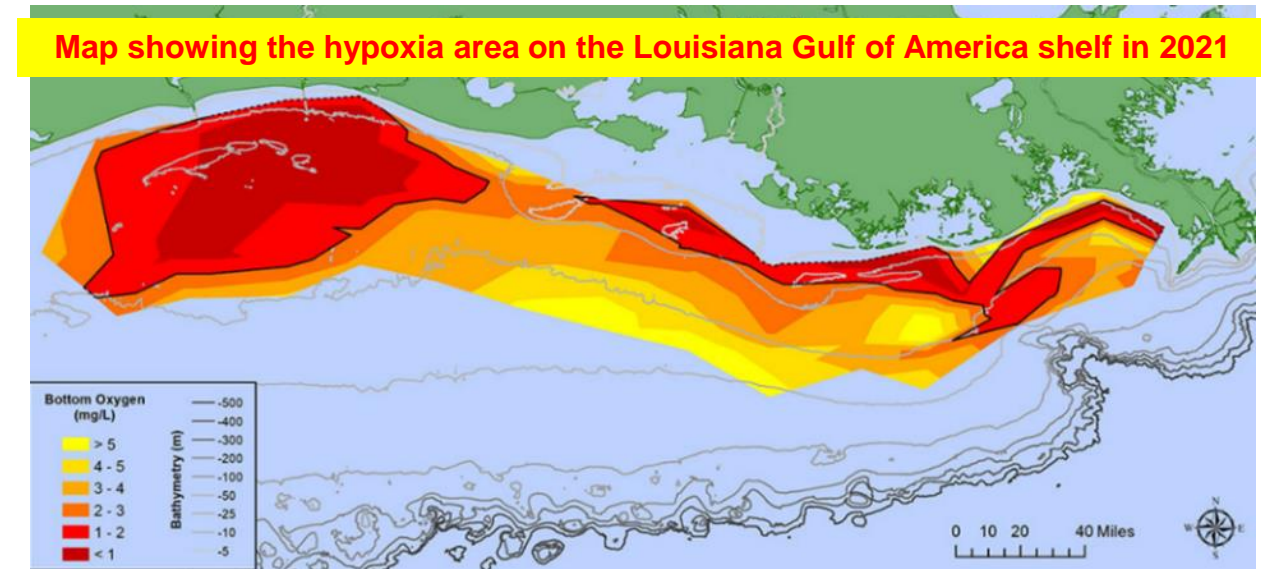 Map showing the hypoxia area on the Louisiana Gulf of America shelf in 2021
Bottom Oxygen
(mg/L)
> 5
4 - 5
3 - 4
2 - 3
1 - 2
< 1
Bathymetry (m)
-500
-400
-300
-200
-100
-50
-25
-10
-5
0 10 20 40 Miles
N
W E
S